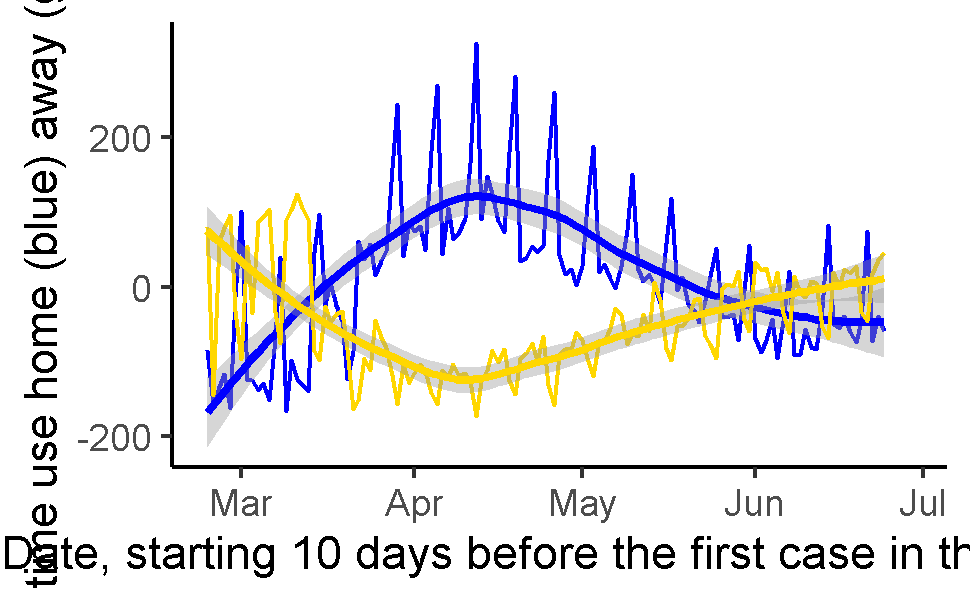 time use home (blue) away (
200
0
-200
Mar Apr May Jun Jul
Date, starting 10 days before the first case in th